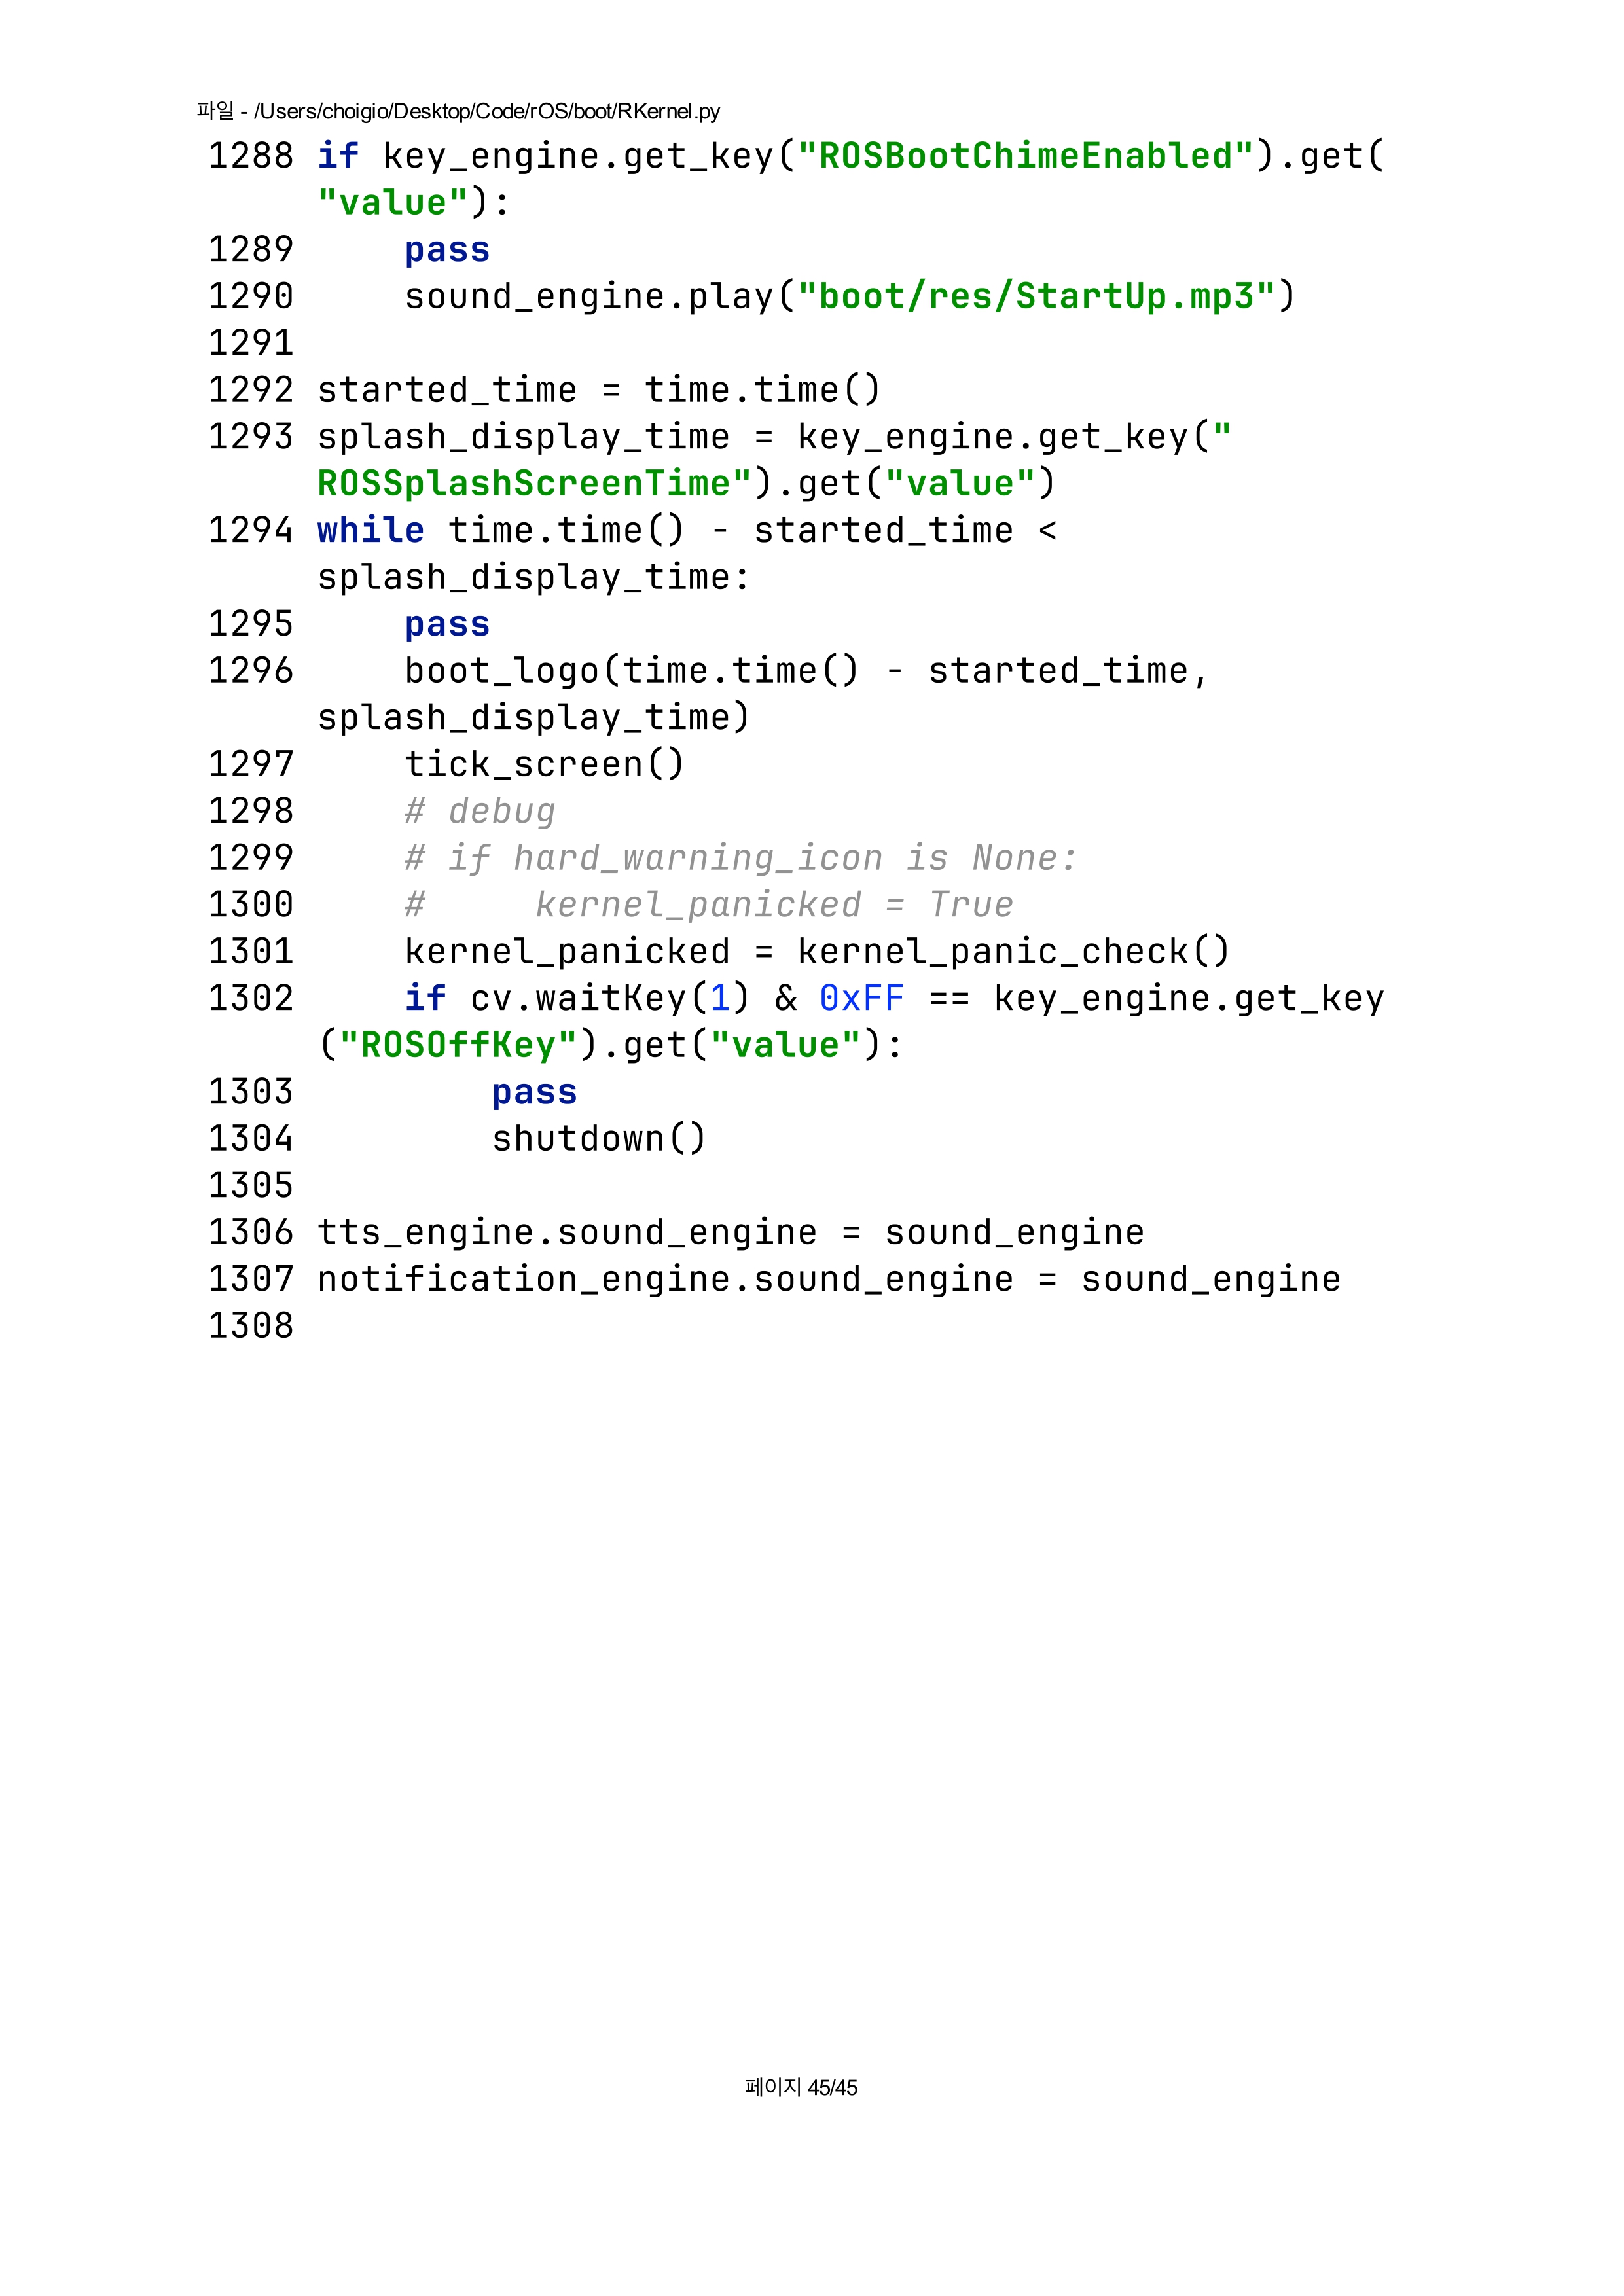 파일 - /Users/choigio/Desktop/Code/rOS/boot/RKernel.py
1288 if key_engine.get_key("ROSBootChimeEnabled").get(
"value"):
1289     pass
1290     sound_engine.play("boot/res/StartUp.mp3")
1291
1292 started_time = time.time()
1293 splash_display_time = key_engine.get_key("
ROSSplashScreenTime").get("value")
1294 while time.time() - started_time <
splash_display_time:
1295     pass
1296     boot_logo(time.time() - started_time,
splash_display_time)
1297     tick_screen()
1298     # debug
1299     # if hard_warning_icon is None:
1300     #     kernel_panicked = True
1301     kernel_panicked = kernel_panic_check()
1302     if cv.waitKey(1) & 0xFF == key_engine.get_key
("ROSOffKey").get("value"):
1303         pass
1304         shutdown()
1305
1306 tts_engine.sound_engine = sound_engine
1307 notification_engine.sound_engine = sound_engine
1308
페이지 45/45